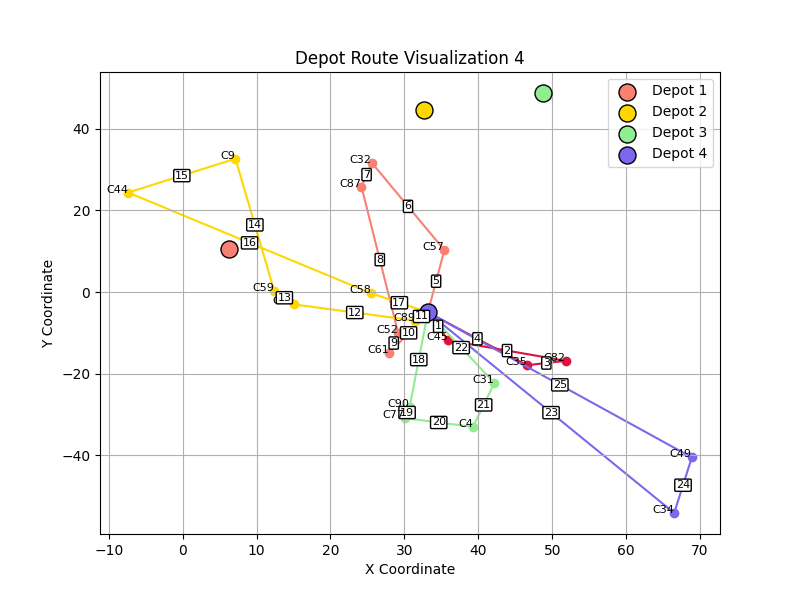 Depot Route Visualization 4
Depot 1
Depot 2
Depot 3
Depot 4
Y Coordinate
40
20
0
−20
−40
−10
0
10
20
30
40
50
60
70
X Coordinate
C9
C44
C32
C87
C57
C59
C58
C89
C52
C61
C45
C35
C82
C31
C90
C4
C49
C34
1
2
3
4
5
6
7
8
9
10
11
12
13
14
15
16
17
18
19
20
21
22
23
24
25